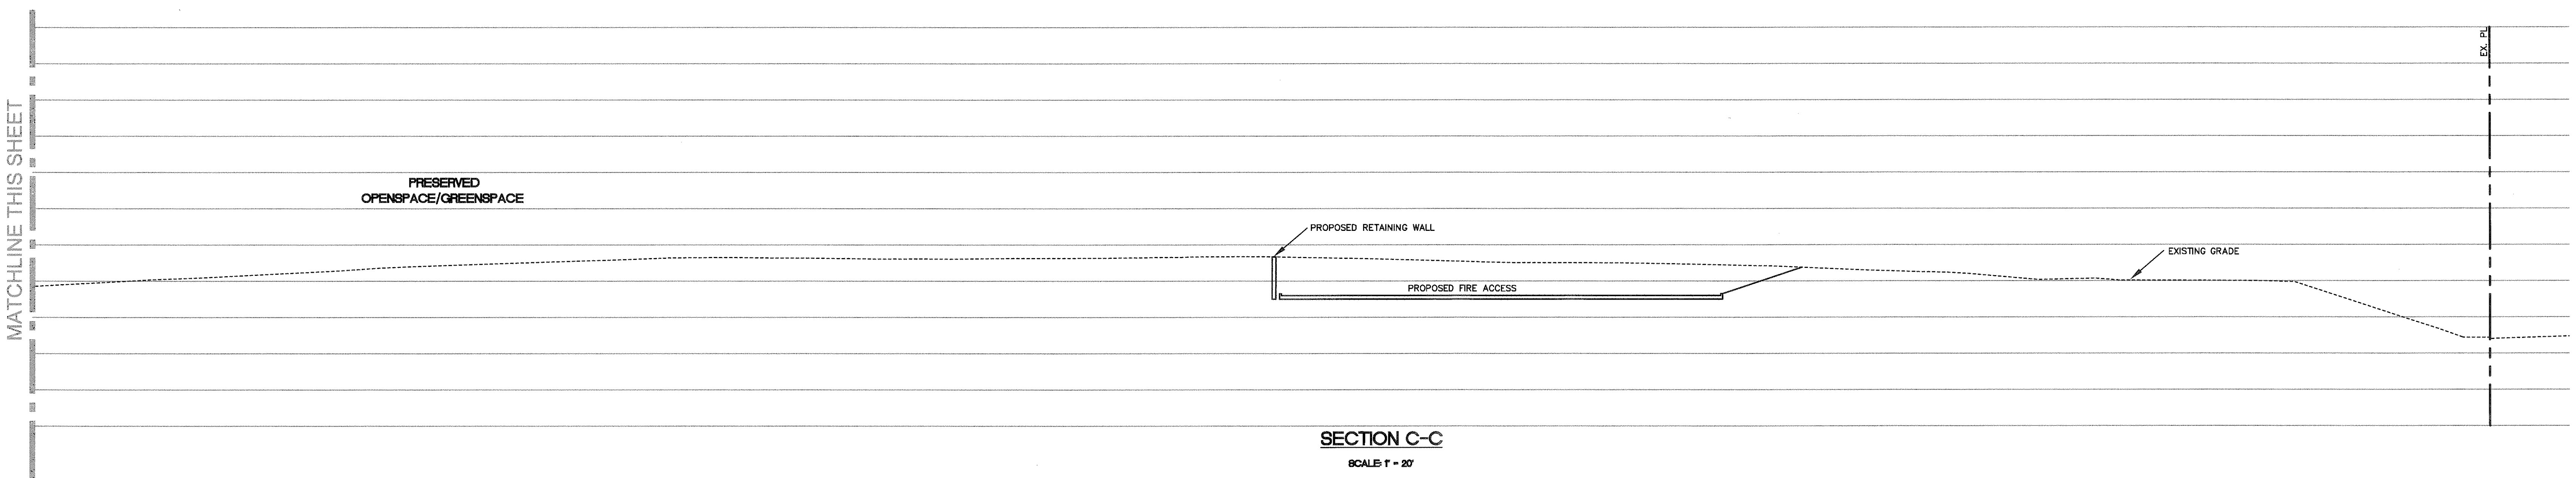 MATCHLINE THIS SHEET
EX. PL
PRESERVED
OPENSPACE/GREENSPACE
PROPOSED RETAINING WALL
EXISTING GRADE
PROPOSED FIRE ACCESS
SECTION C-C
SCALE: 1" = 20'